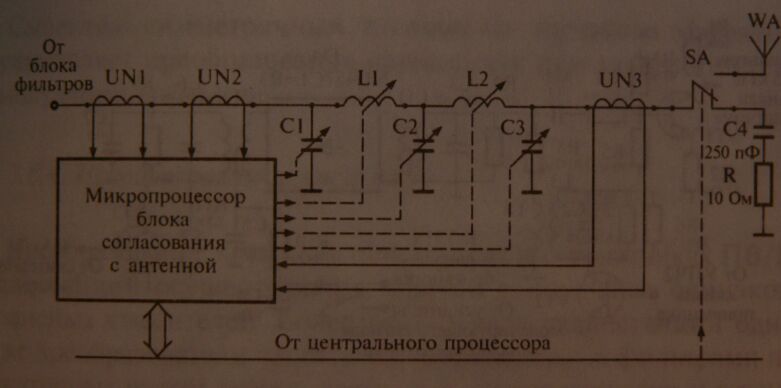 WA
От
блока
фильтров
UN1
UN2
L1
L2
UN3
SA
C1
C2
C3
C4
250 пФ
R
10 Ом
Микропроцессор
блока
согласования
с антенной
От центрального процессора